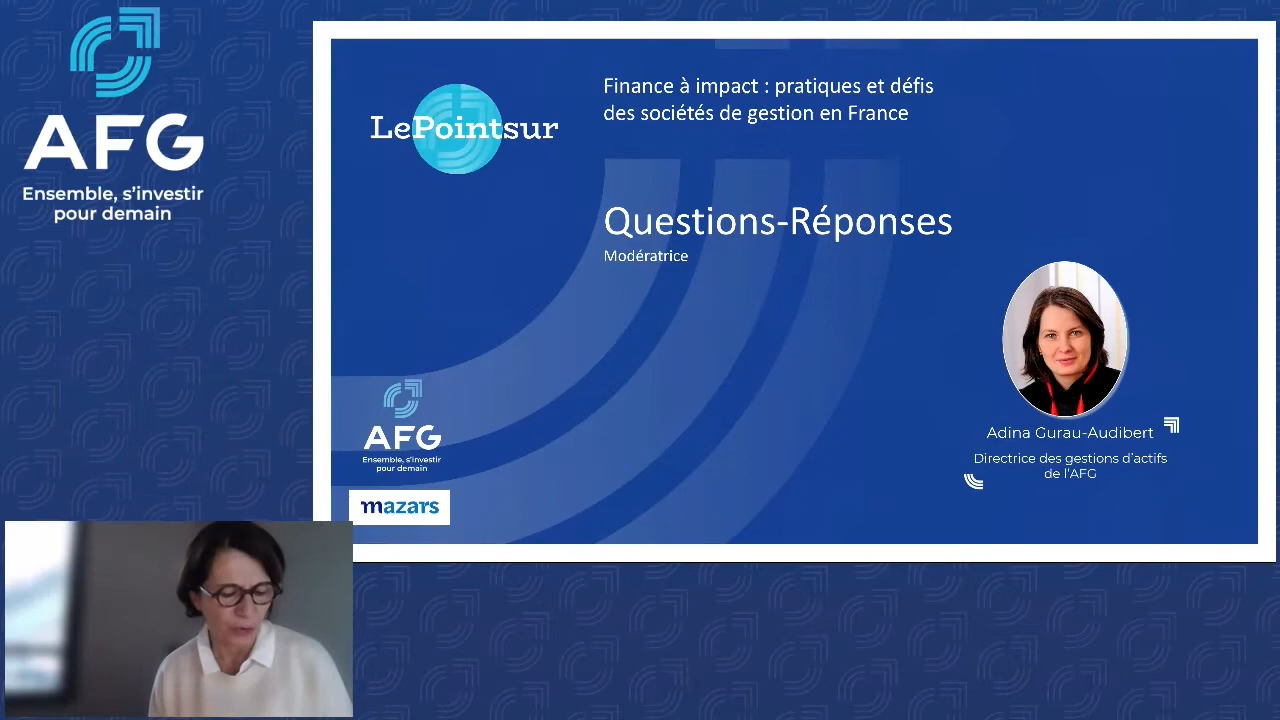 AFG
Ensemble, s'investir
pour demain
LePointsur
Finance à impact : pratiques et défis
des sociétés de gestion en France
Questions-Réponses
Modératrice
Adina Gurau-Audibert
Directrice des gestions d'actifs
de l'AFG
AFG
Ensemble, s'investir
pour demain
mazars